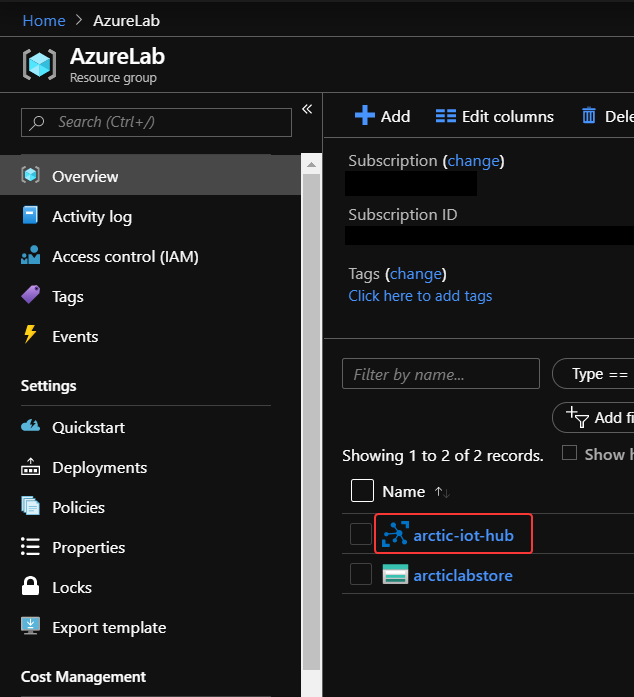 Home > AzureLab
AzureLab
Resource group
«
Search (Ctrl+/)
Overview
Activity log
Access control (IAM)
Tags
Events
Settings
Quickstart
Deployments
Policies
Properties
Locks
Export template
Cost Management
Add
Edit columns
Dele
Subscription (change)
Subscription ID
Tags (change)
Click here to add tags
Filter by name...
Type ==
Add fi
Showing 1 to 2 of 2 records.
Show h
Name ↑↓
arctic-iot-hub
arcticlabstore